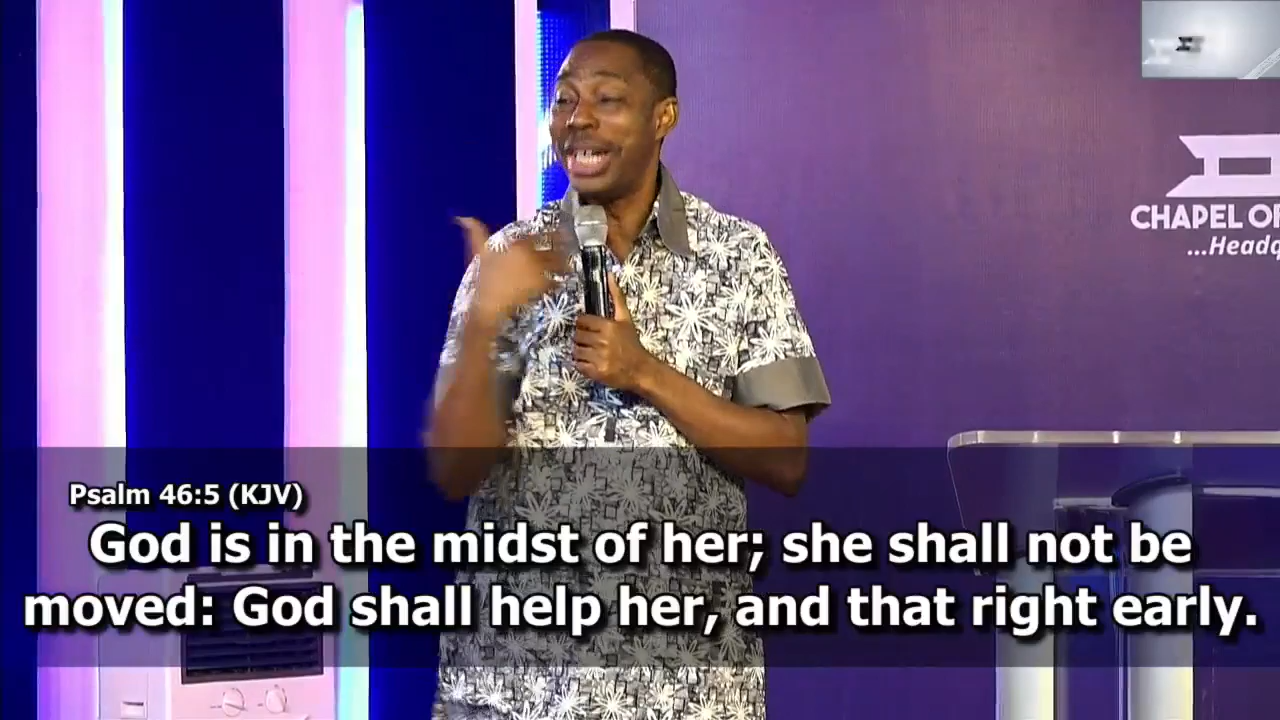 CHAPEL OF
...Headq
Psalm 46:5 (KJV)
God is in the midst of her; she shall not be
moved: God shall help her, and that right early.